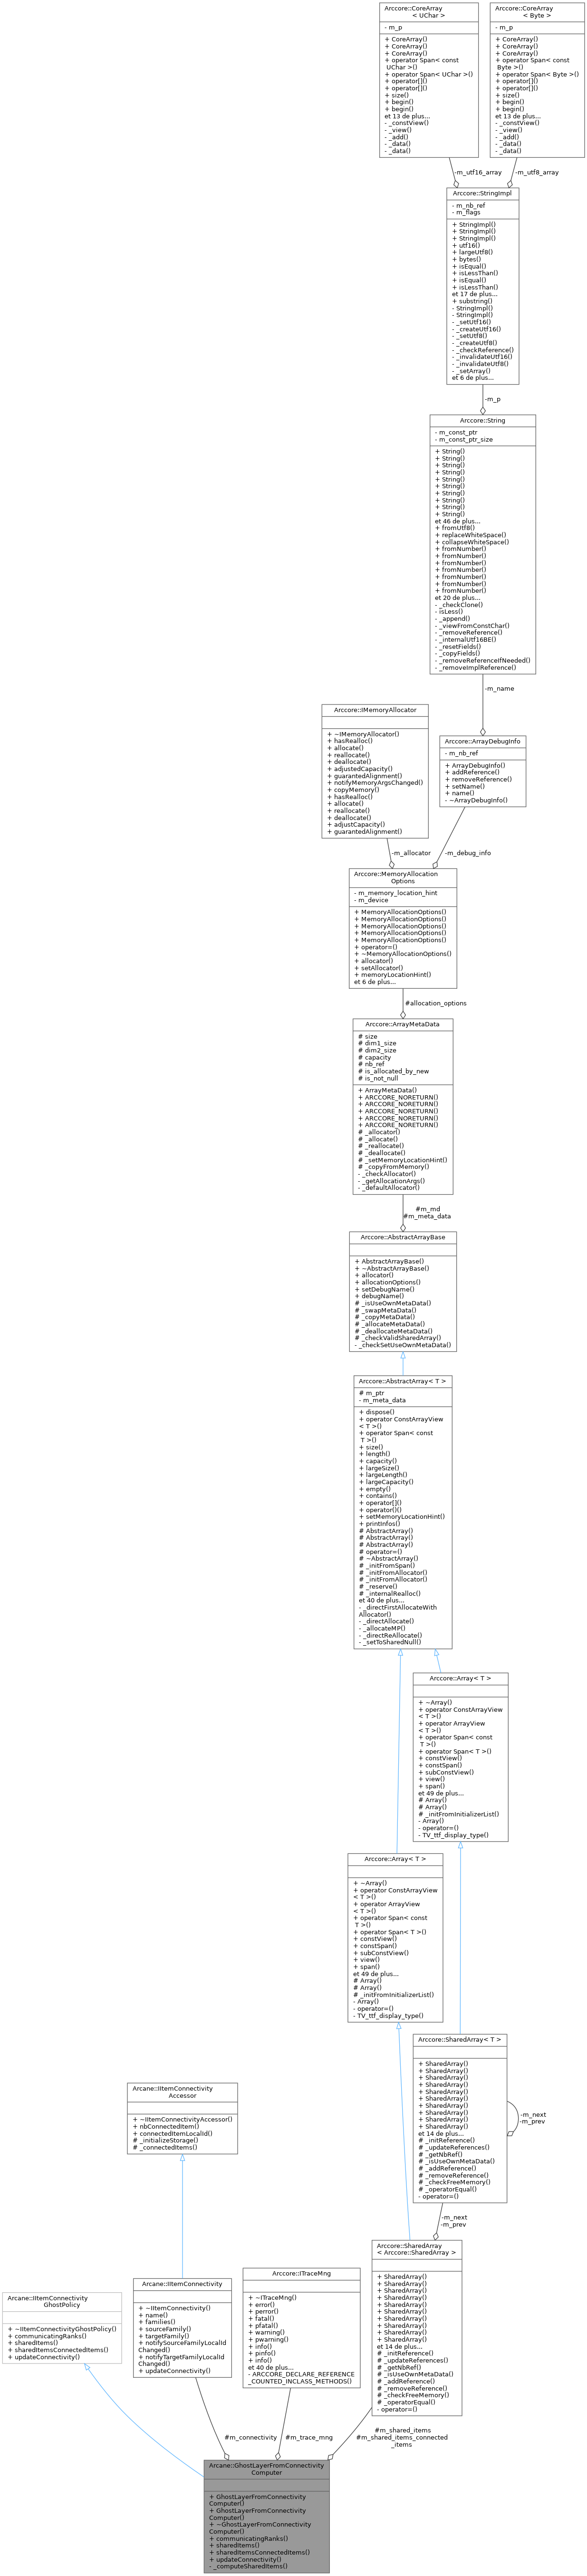 Arccore::CoreArray
< UChar >
- m_p
+ CoreArray()
+ CoreArray()
+ CoreArray()
+ operator Span< const
UChar >()
+ operator Span< UChar >()
+ operator[]()
+ operator[]()
+ size()
+ begin()
+ begin()
et 13 de plus...
- _constView()
- _view()
- _add()
- _data()
- _data()
Arccore::CoreArray
< Byte >
- m_p
+ CoreArray()
+ CoreArray()
+ CoreArray()
+ operator Span< const
Byte >()
+ operator Span< Byte >()
+ operator[]()
+ operator[]()
+ size()
+ begin()
+ begin()
et 13 de plus...
- _constView()
- _view()
- _add()
- _data()
- _data()
-m_utf16_array
-m_utf8_array
Arccore::StringImpl
- m_nb_ref
- m_flags
+ StringImpl()
+ StringImpl()
+ StringImpl()
+ utf16()
+ largeUtf8()
+ bytes()
+ isEqual()
+ isLessThan()
+ isEqual()
+ isLessThan()
et 17 de plus...
+ substring()
- StringImpl()
- StringImpl()
- _setUtf16()
- _createUtf16()
- _setUtf8()
- _createUtf8()
- _checkReference()
- _invalidateUtf16()
- _invalidateUtf8()
- _setArray()
et 6 de plus...
-m_p
Arccore::String
- m_const_ptr
- m_const_ptr_size
+ String()
+ String()
+ String()
+ String()
+ String()
+ String()
+ String()
+ String()
+ String()
+ String()
et 46 de plus...
+ fromUtf8()
+ replaceWhiteSpace()
+ collapseWhiteSpace()
+ fromNumber()
+ fromNumber()
+ fromNumber()
+ fromNumber()
+ fromNumber()
+ fromNumber()
+ fromNumber()
et 20 de plus...
- _checkClone()
- isLess()
- _append()
- _viewFromConstChar()
- _removeReference()
- _internalUtf16BE()
- _resetFields()
- _copyFields()
- _removeReferenceIfNeeded()
- _removeImplReference()
-m_name
Arccore::IMemoryAllocator
+ ~IMemoryAllocator()
+ hasRealloc()
+ allocate()
+ reallocate()
+ deallocate()
+ adjustedCapacity()
+ guarantedAlignment()
+ notifyMemoryArgsChanged()
+ copyMemory()
+ hasRealloc()
+ allocate()
+ reallocate()
+ deallocate()
+ adjustCapacity()
+ guarantedAlignment()
Arccore::ArrayDebugInfo
- m_nb_ref
+ ArrayDebugInfo()
+ addReference()
+ removeReference()
+ setName()
+ name()
- ~ArrayDebugInfo()
-m_allocator
-m_debug_info
Arccore::MemoryAllocation
Options
- m_memory_location_hint
- m_device
+ MemoryAllocationOptions()
+ MemoryAllocationOptions()
+ MemoryAllocationOptions()
+ MemoryAllocationOptions()
+ MemoryAllocationOptions()
+ operator=()
+ ~MemoryAllocationOptions()
+ allocator()
+ setAllocator()
+ memoryLocationHint()
et 6 de plus...
#allocation_options
Arccore::ArrayMetaData
# size
# dim1_size
# dim2_size
# capacity
# nb_ref
# is_allocated_by_new
# is_not_null
+ ArrayMetaData()
+ ARCCORE_NORETURN()
+ ARCCORE_NORETURN()
+ ARCCORE_NORETURN()
+ ARCCORE_NORETURN()
+ ARCCORE_NORETURN()
# _allocator()
# _allocate()
# _reallocate()
# _deallocate()
# _setMemoryLocationHint()
# _copyFromMemory()
- _checkAllocator()
- _getAllocationArgs()
- _defaultAllocator()
#m_md
#m_meta_data
Arccore::AbstractArrayBase
+ AbstractArrayBase()
+ ~AbstractArrayBase()
+ allocator()
+ allocationOptions()
+ setDebugName()
+ debugName()
# _isUseOwnMetaData()
# _swapMetaData()
# _copyMetaData()
# _allocateMetaData()
# _deallocateMetaData()
# _checkValidSharedArray()
- _checkSetUseOwnMetaData()
Arccore::AbstractArray< T >
# m_ptr
- m_meta_data
+ dispose()
+ operator ConstArrayView
< T >()
+ operator Span< const
T >()
+ size()
+ length()
+ capacity()
+ largeSize()
+ largeLength()
+ largeCapacity()
+ empty()
+ contains()
+ operator[]()
+ operator()()
+ setMemoryLocationHint()
+ printInfos()
# AbstractArray()
# AbstractArray()
# AbstractArray()
# operator=()
# ~AbstractArray()
# _initFromSpan()
# _initFromAllocator()
# _initFromAllocator()
# _reserve()
# _internalRealloc()
et 40 de plus...
- _directFirstAllocateWith
Allocator()
- _directAllocate()
- _allocateMP()
- _directReAllocate()
- _setToSharedNull()
Arccore::Array< T >
+ ~Array()
+ operator ConstArrayView
< T >()
+ operator ArrayView
< T >()
+ operator Span< const
T >()
+ operator Span< T >()
+ constView()
+ constSpan()
+ subConstView()
+ view()
+ span()
et 49 de plus...
# Array()
# Array()
# _initFromInitializerList()
- Array()
- operator=()
- TV_ttf_display_type()
Arccore::Array< T >
+ ~Array()
+ operator ConstArrayView
< T >()
+ operator ArrayView
< T >()
+ operator Span< const
T >()
+ operator Span< T >()
+ constView()
+ constSpan()
+ subConstView()
+ view()
+ span()
et 49 de plus...
# Array()
# Array()
# _initFromInitializerList()
- Array()
- operator=()
- TV_ttf_display_type()
Arccore::SharedArray< T >
+ SharedArray()
+ SharedArray()
+ SharedArray()
+ SharedArray()
+ SharedArray()
+ SharedArray()
+ SharedArray()
+ SharedArray()
+ SharedArray()
+ SharedArray()
et 14 de plus...
# _initReference()
# _updateReferences()
# _getNbRef()
# _isUseOwnMetaData()
# _addReference()
# _removeReference()
# _checkFreeMemory()
# _operatorEqual()
- operator=()
-m_next
-m_prev
-m_next
-m_prev
Arcane::IItemConnectivity
Accessor
+ ~IItemConnectivityAccessor()
+ nbConnectedItem()
+ connectedItemLocalId()
# _initializeStorage()
# _connectedItems()
Arccore::SharedArray
< Arccore::SharedArray >
+ SharedArray()
+ SharedArray()
+ SharedArray()
+ SharedArray()
+ SharedArray()
+ SharedArray()
+ SharedArray()
+ SharedArray()
+ SharedArray()
+ SharedArray()
et 14 de plus...
# _initReference()
# _updateReferences()
# _getNbRef()
# _isUseOwnMetaData()
# _addReference()
# _removeReference()
# _checkFreeMemory()
# _operatorEqual()
- operator=()
Arcane::IItemConnectivity
GhostPolicy
+ ~IItemConnectivityGhostPolicy()
+ communicatingRanks()
+ sharedItems()
+ sharedItemsConnectedItems()
+ updateConnectivity()
Arcane::IItemConnectivity
+ ~IItemConnectivity()
+ name()
+ families()
+ sourceFamily()
+ targetFamily()
+ notifySourceFamilyLocalId
Changed()
+ notifyTargetFamilyLocalId
Changed()
+ updateConnectivity()
Arccore::ITraceMng
+ ~ITraceMng()
+ error()
+ perror()
+ fatal()
+ pfatal()
+ warning()
+ pwarning()
+ info()
+ pinfo()
+ info()
et 40 de plus...
- ARCCORE_DECLARE_REFERENCE
_COUNTED_INCLASS_METHODS()
#m_connectivity
#m_trace_mng
#m_shared_items
#m_shared_items_connected
_items
Arcane::GhostLayerFromConnectivity
Computer
+ GhostLayerFromConnectivity
Computer()
+ GhostLayerFromConnectivity
Computer()
+ ~GhostLayerFromConnectivity
Computer()
+ communicatingRanks()
+ sharedItems()
+ sharedItemsConnectedItems()
+ updateConnectivity()
- _computeSharedItems()